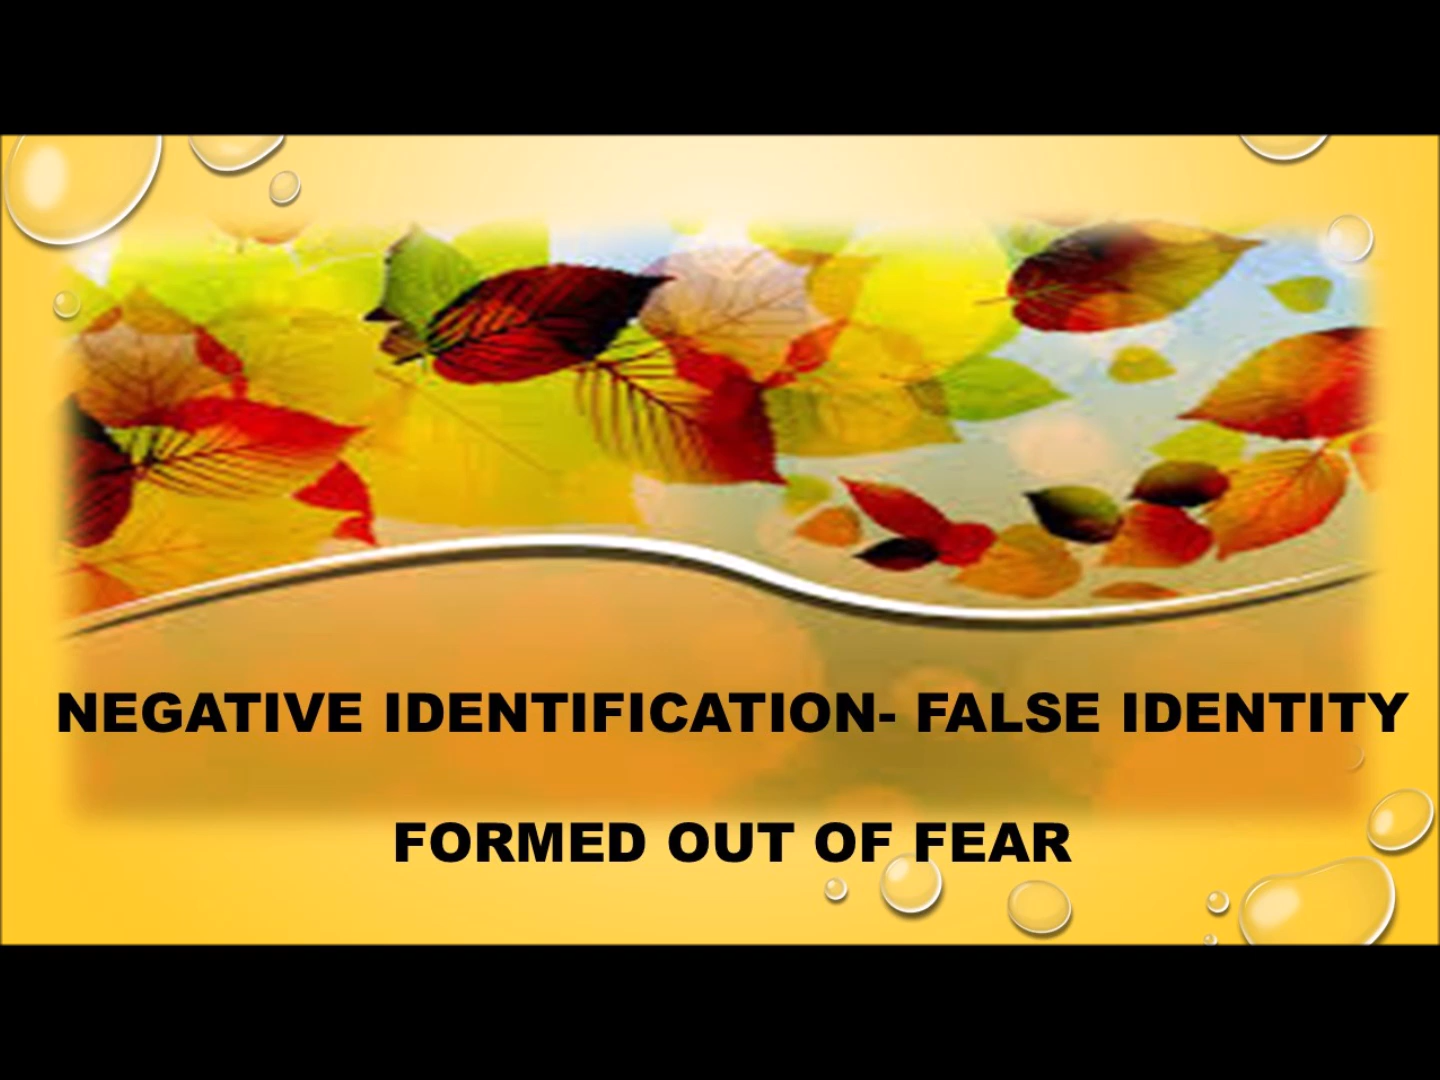 NEGATIVE IDENTIFICATION- FALSE IDENTITY
FORMED OUT OF FEAR